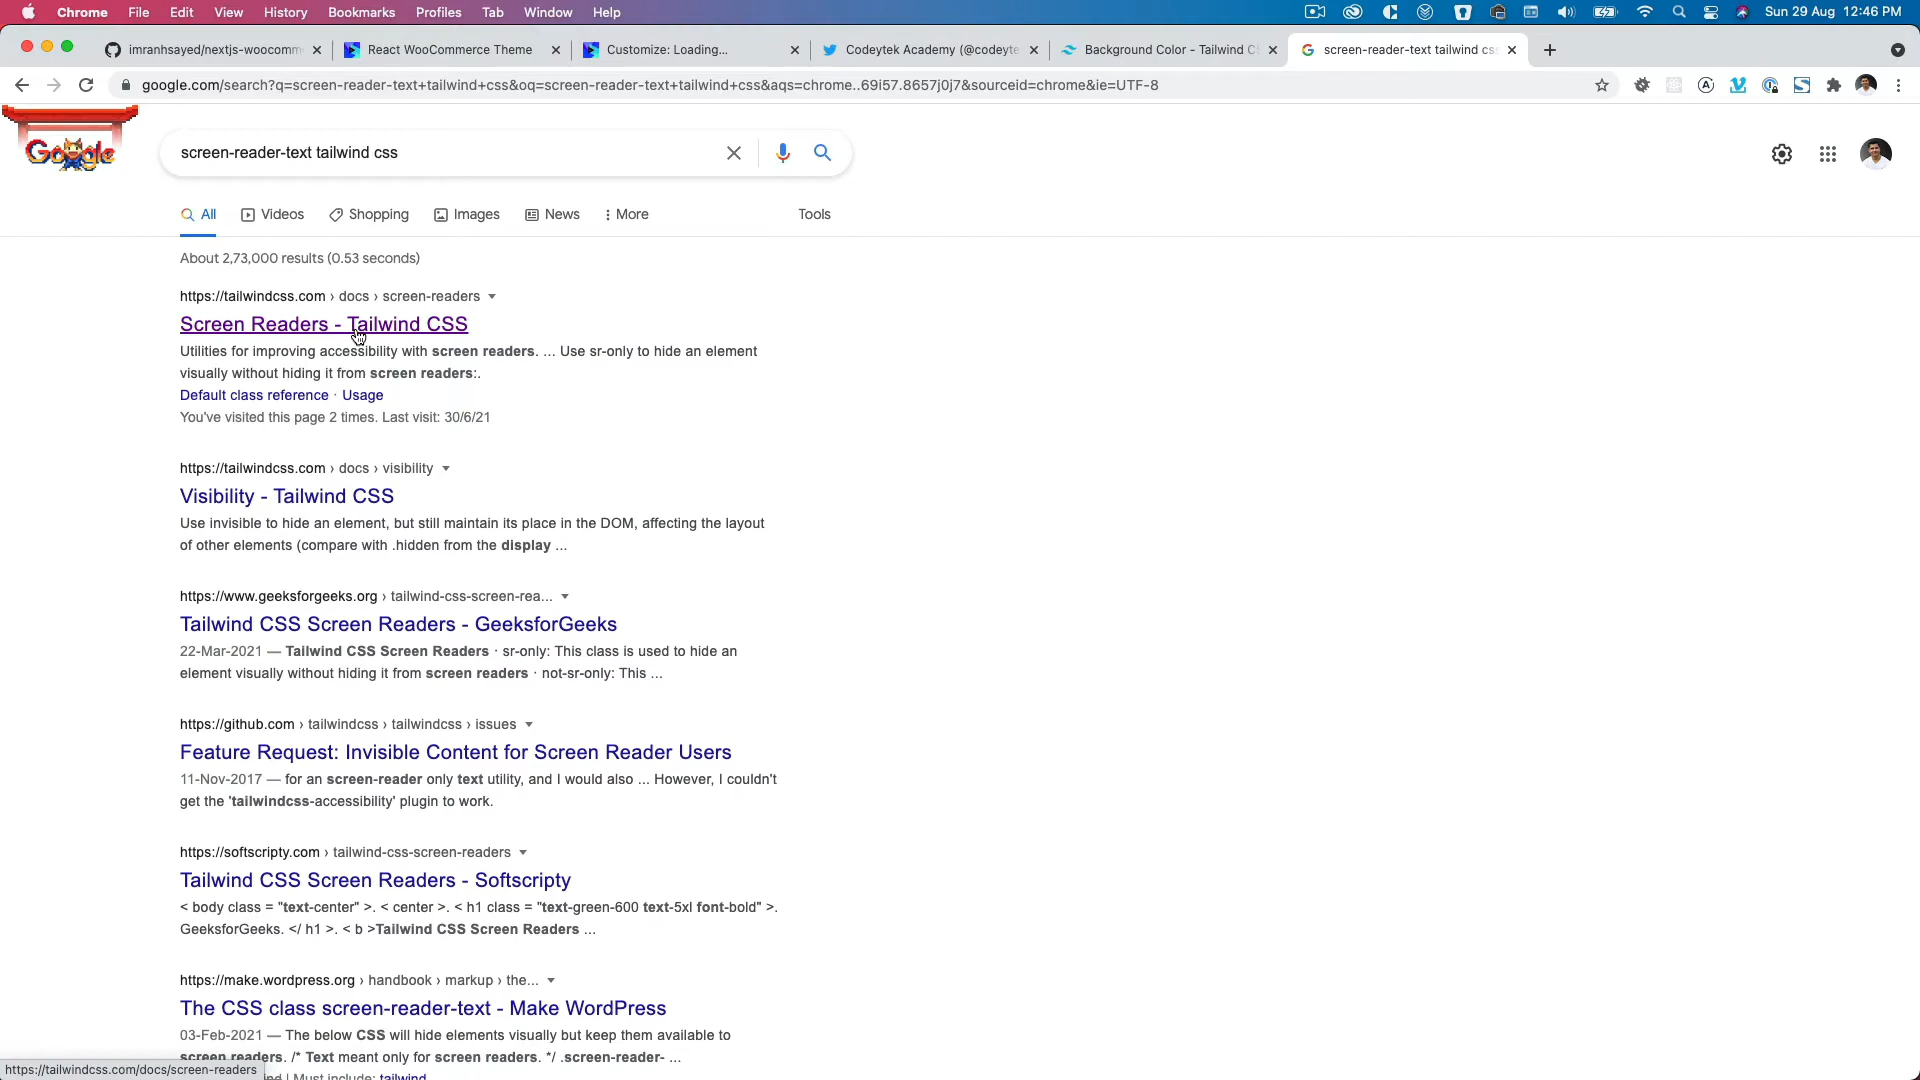 Chrome File Edit View History Bookmarks Profiles Tab Window Help Sun 29 Aug 12:46 PM
imranhsayed/nextjs-woocomm React WooCommerce Theme Customize: Loading... Codeytek Academy (@codeyte Background Color - Tailwind C screen-reader-text tailwind cs
google.com/search?q=screen-reader-text+tailwind+css&oq=screen-reader-text+tailwind+css&aqs=chrome..69i57.8657j0j7&sourceid=chrome&ie=UTF-8
Google
screen-reader-text tailwind css
All Videos Shopping Images News More Tools
About 2,73,000 results (0.53 seconds)
https://tailwindcss.com › docs › screen-readers
Screen Readers - Tailwind CSS
Utilities for improving accessibility with screen readers. ... Use sr-only to hide an element
visually without hiding it from screen readers:.
Default class reference · Usage
You've visited this page 2 times. Last visit: 30/6/21
https://tailwindcss.com › docs › visibility
Visibility - Tailwind CSS
Use invisible to hide an element, but still maintain its place in the DOM, affecting the layout
of other elements (compare with .hidden from the display ...
https://www.geeksforgeeks.org › tailwind-css-screen-rea...
Tailwind CSS Screen Readers - GeeksforGeeks
22-Mar-2021 — Tailwind CSS Screen Readers · sr-only: This class is used to hide an
element visually without hiding it from screen readers · not-sr-only: This ...
https://github.com › tailwindcss › tailwindcss › issues
Feature Request: Invisible Content for Screen Reader Users
11-Nov-2017 — for an screen-reader only text utility, and I would also ... However, I couldn't
get the 'tailwindcss-accessibility' plugin to work.
https://softscripty.com › tailwind-css-screen-readers
Tailwind CSS Screen Readers - Softscripty
< body class = "text-center" >. < center >. < h1 class = "text-green-600 text-5xl font-bold" >.
GeeksforGeeks. </ h1 >. < b >Tailwind CSS Screen Readers ...
https://make.wordpress.org › handbook › markup › the...
The CSS class screen-reader-text - Make WordPress
03-Feb-2021 — The below CSS will hide elements visually but keep them available to
screen readers. /* Text meant only for screen readers. */ .screen-reader- ...
https://tailwindcss.com/docs/screen-readers
| Must include: tailwind